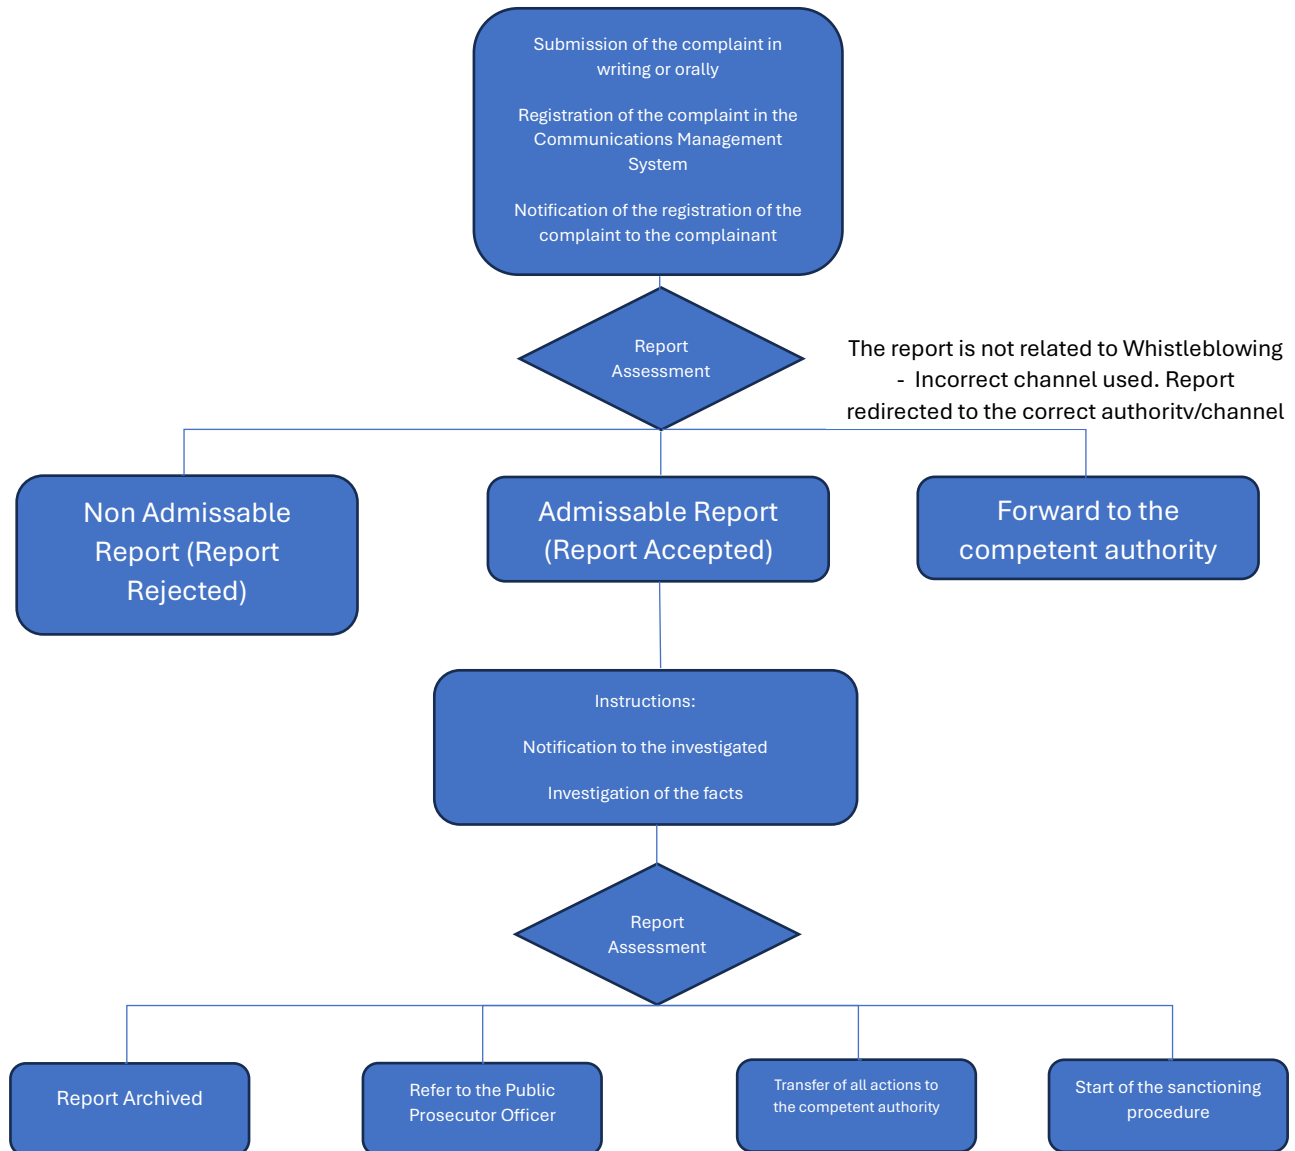 Submission of the complaint in
writing or orally
Registration of the complaint in the
Communications Management
System
Notification of the registration of the
complaint to the complainant
Report
Assessment
The report is not related to Whistleblowing
- Incorrect channel used. Report
redirected to the correct authority/channel
Non Admissable
Report (Report
Rejected)
Admissable Report
(Report Accepted)
Forward to the
competent authority
Instructions:
Notification to the investigated
Investigation of the facts
Report
Assessment
Report Archived
Refer to the Public
Prosecutor Officer
Transfer of all actions to
the competent authority
Start of the sanctioning
procedure